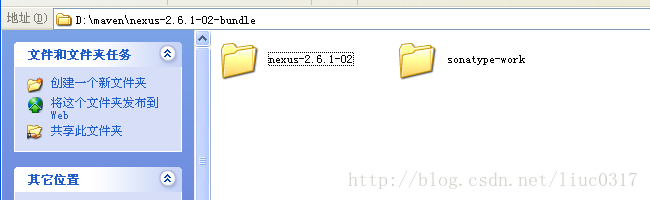 地址(D) D:\maven\nexus-2.6.1-02-bundle
文件和文件夹任务
创建一个新文件夹
将这个文件夹发布到
Web
共享此文件夹
其它位置
nexus-2.6.1-02
sonatype-work
http://blog.csdn.net/liuc0317